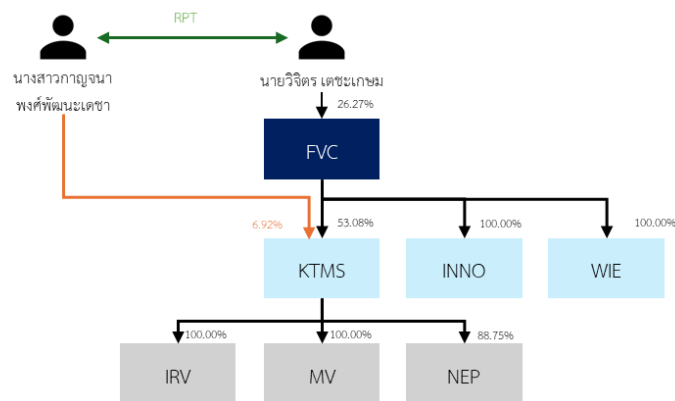 RPT
นางสาวกาญจนา
พงศ์พัฒนะเดชา
นายวิจิตร เตชะเกษม
26.27%
FVC
6.92%
53.08%
100.00%
100.00%
KTMS
INNO
WIE
100.00%
100.00%
88.75%
IRV
MV
NEP